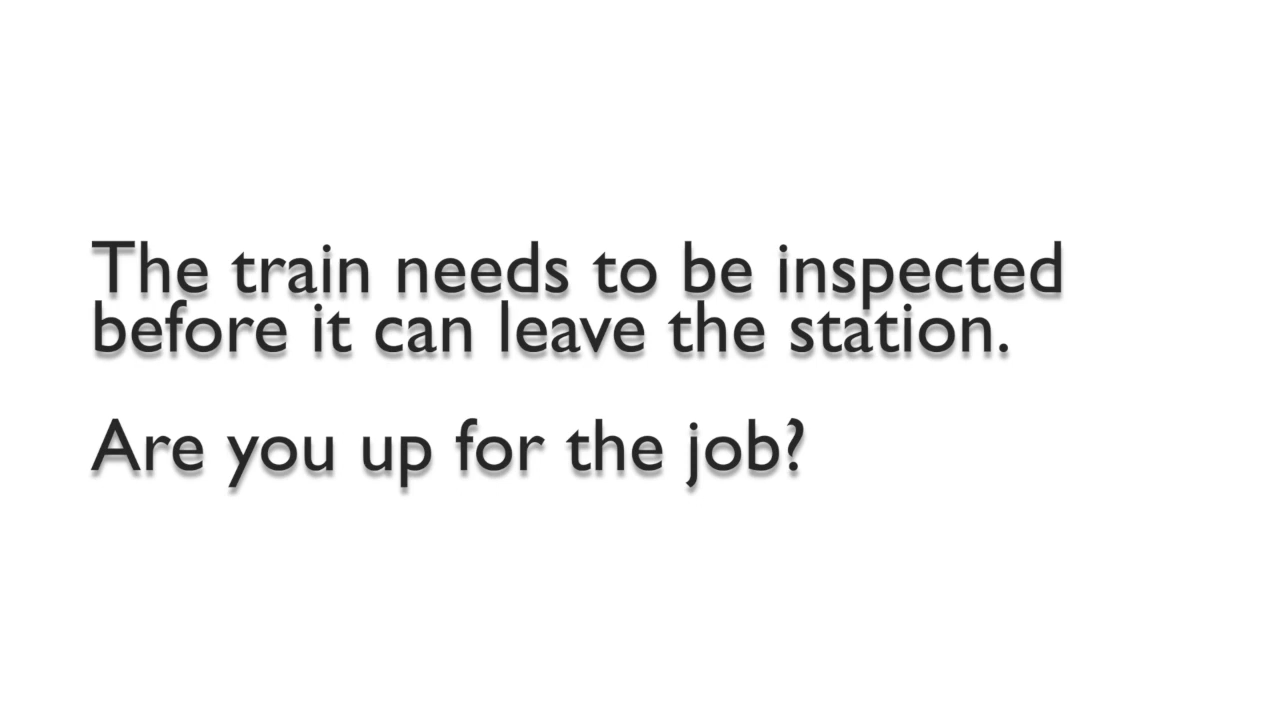 The train needs to be inspected
before it can leave the station.
Are you up for the job?